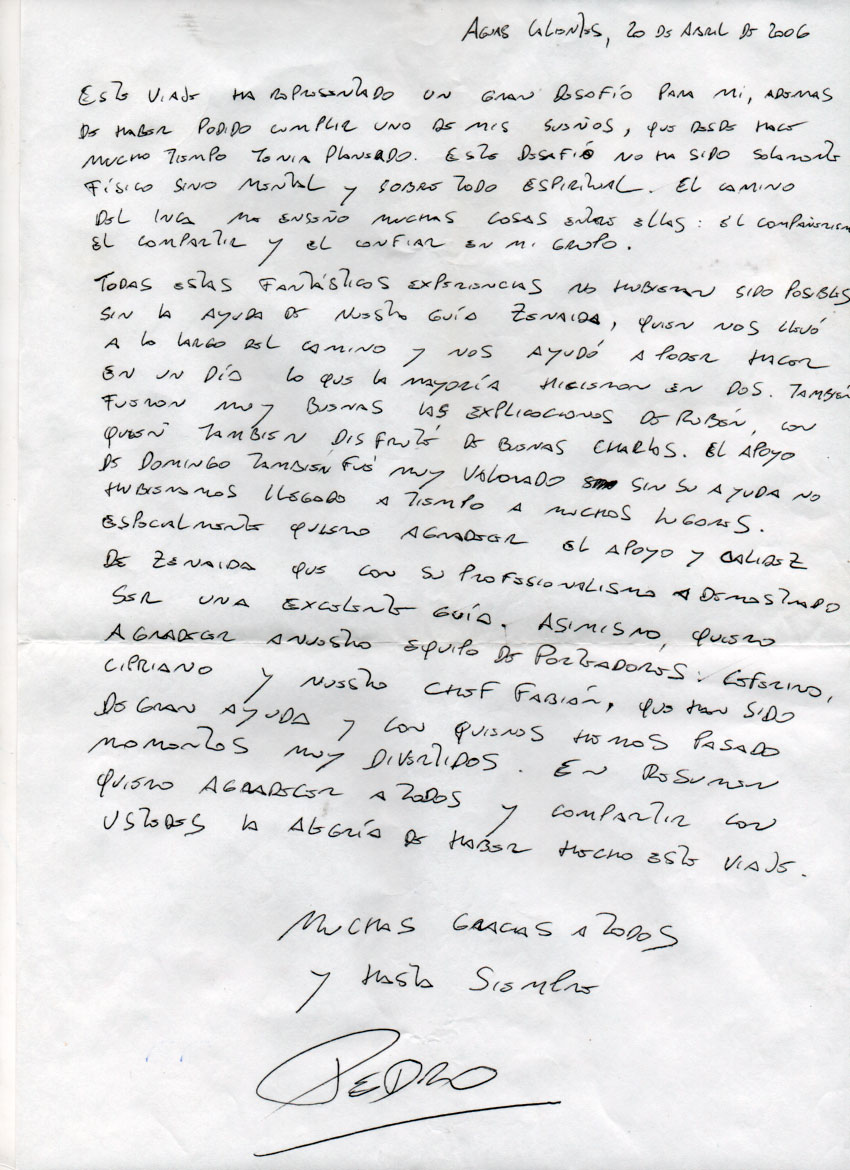 AGUAS CALIENTES, 20 DE ABRIL DE 2006
ESTE VIAJE HA REPRESENTADO UN GRAN DESAFÍO PARA MI, ADEMAS
DE HABER PODIDO CUMPLIR UNO DE MIS SUEÑOS, QUE DESDE HACE
MUCHO TIEMPO TENIA PLANEADO. ESTE DESAFIÓ NO HA SIDO SOLAMENTE
FÍSICO SINO MENTAL Y SOBRE TODO ESPIRITUAL. EL CAMINO
DEL INCA ME ENSEÑO MUCHAS COSAS ENTRE ELLAS: EL COMPAÑERISM
EL COMPARTIR Y EL CONFIAR EN MI GRUPO.
TODAS ESTAS FANTÁSTICOS EXPERIENCIAS NO HUBIERAN SIDO POSIBLES
SIN LA AYUDA DE NUESTRO GUÍA ZENAIDA, QUIEN NOS LLEVÓ
A LO LARGO DEL CAMINO Y NOS AYUDÓ A PODER HACER
EN UN DÍA LO QUE LA MAYORÍA HICIERON EN DOS. TAMBIÉN
FUERON MUY BUENAS LAS EXPLICACIONES DE RUBÉN, CON
QUIEN TAMBIEN DISFRUTÉ DE BUENAS CHARLAS. EL APOYO
DE DOMINGO TAMBIÉN FUÉ MUY VALORADO SIN SU AYUDA NO
HUBIERAMOS LLEGADO A TIEMPO A MUCHOS LUGARES.
ESPECIALMENTE QUIERO AGRADECER EL APOYO Y CALIDEZ
DE ZENAIDA QUE CON SU PROFESSIONALISMO A DEMOSTRADO
SER UNA EXCELENTE GUÍA. ASIMISMO, QUIERO
AGRADECER A NUESTRO EQUIPO DE PORTEADORES: CEFERINO,
CIPRIANO Y NUESTRO CHEF FABIÁN, QUE HAN SIDO
DE GRAN AYUDA Y CON QUIENES HEMOS PASADO
MOMENTOS MUY DIVERTIDOS. EN RESUMEN
QUIERO AGRADECER A TODOS Y COMPARTIR CON
USTEDES LA ALEGRÍA DE HABER HECHO ESTE VIAJE.
MUCHAS GRACIAS A TODOS
Y HASTA SIEMPRE
PEDRO